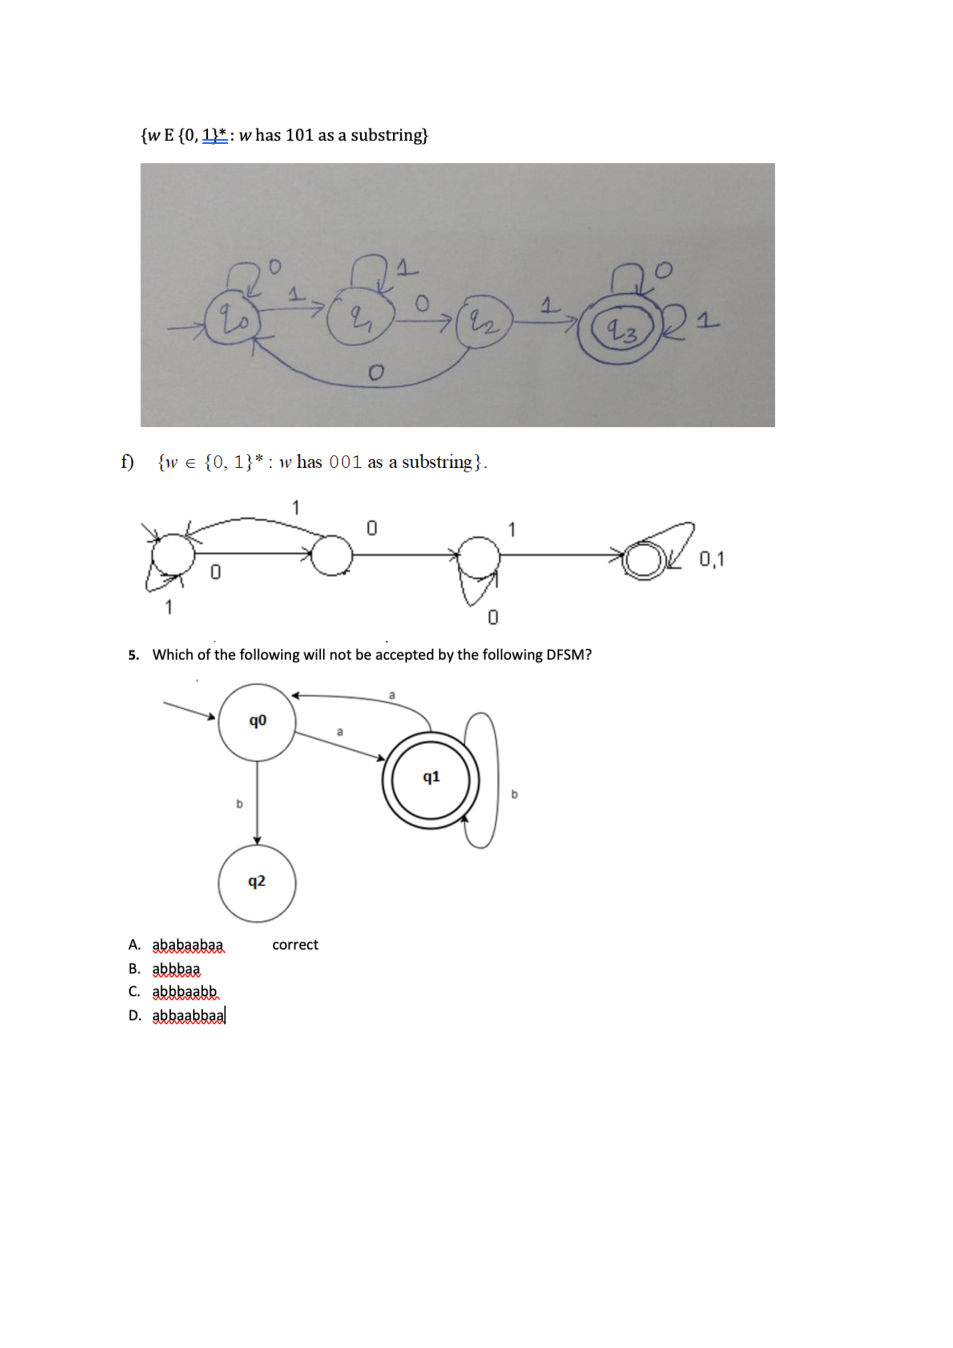 {w E {0, 1}* : w has 101 as a substring}
0 1 0
1 0 1 1
q0 q1 q2 q3
0
f) {w ∈ {0, 1}* : w has 001 as a substring}.
1
0 1
0 0,1
1 0
5. Which of the following will not be accepted by the following DFSM?
a
q0
a
q1
b
b
q2
A. ababaabaa correct
B. abbbaa
C. abbbaabb
D. abbaabbaa